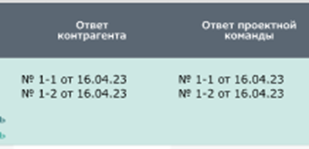 Ответ
контрагента
Ответ проектной
команды
№ 1-1 от 16.04.23
№ 1-2 от 16.04.23
№ 1-1 от 16.04.23
№ 1-2 от 16.04.23
ь
ь